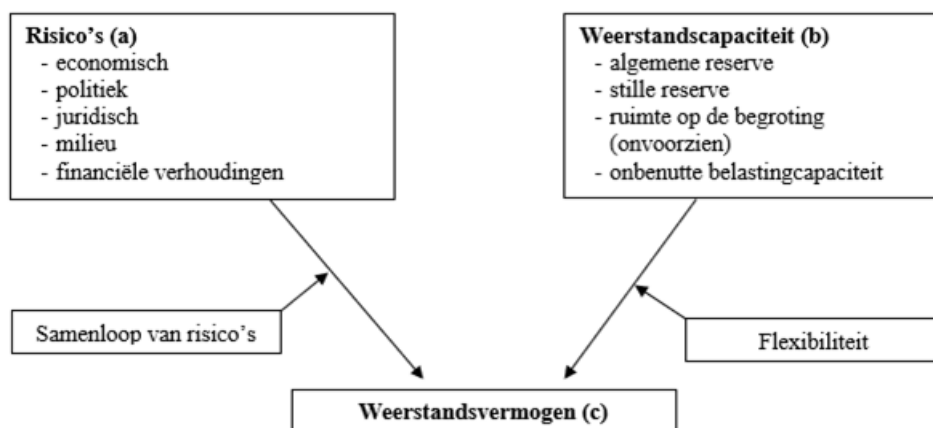 Risico’s (a)
- economisch
- politiek
- juridisch
- milieu
- financiële verhoudingen
Weerstandscapaciteit (b)
- algemene reserve
- stille reserve
- ruimte op de begroting
(onvoorzien)
- onbenutte belastingcapaciteit
Samenloop van risico’s
Flexibiliteit
Weerstandsvermogen (c)